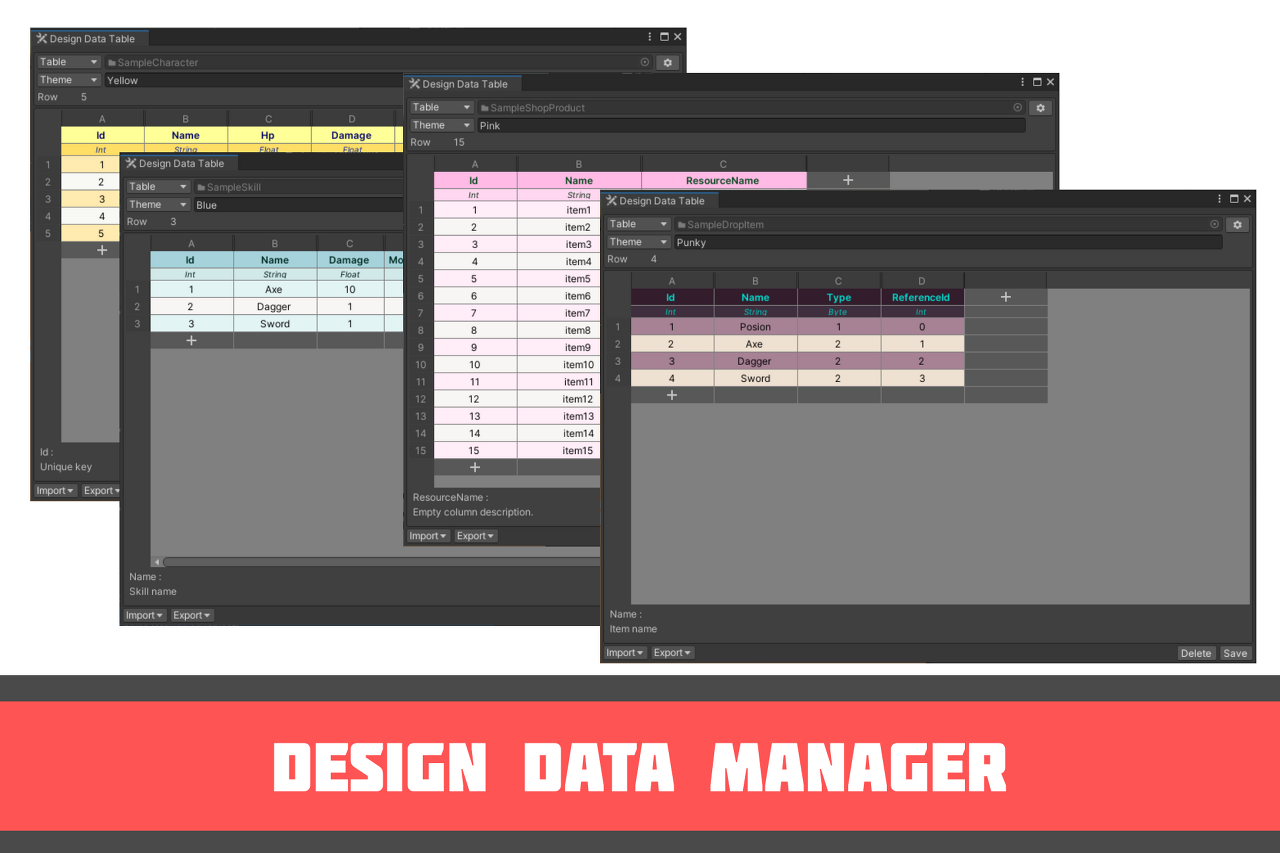 Design Data Table
Table SampleCharacter
Theme Yellow
Row 5
A B C D
Id Name Hp Damage
Int String Float Float
1 1
2 2
3 3
4 4
5 5
Id :
Unique key
Import Export
Design Data Table
Table SampleSkill
Theme Blue
Row 3
A B C
Id Name Damage Mo
Int String Float
1 1 Axe 10
2 2 Dagger 1
3 3 Sword 1
Name :
Skill name
Import Export
Design Data Table
Table SampleShopProduct
Theme Pink
Row 15
A B C
Id Name ResourceName
Int String
1 1 item1
2 2 item2
3 3 item3
4 4 item4
5 5 item5
6 6 item6
7 7 item7
8 8 item8
9 9 item9
10 10 item10
11 11 item11
12 12 item12
13 13 item13
14 14 item14
15 15 item15
ResourceName :
Empty column description.
Import Export
Design Data Table
Table SampleDropItem
Theme Punky
Row 4
A B C D
Id Name Type ReferenceId
Int String Byte Int
1 1 Posion 1 0
2 2 Axe 2 1
3 3 Dagger 2 2
4 4 Sword 2 3
Name :
Item name
Import Export Delete Save
DESIGN DATA MANAGER